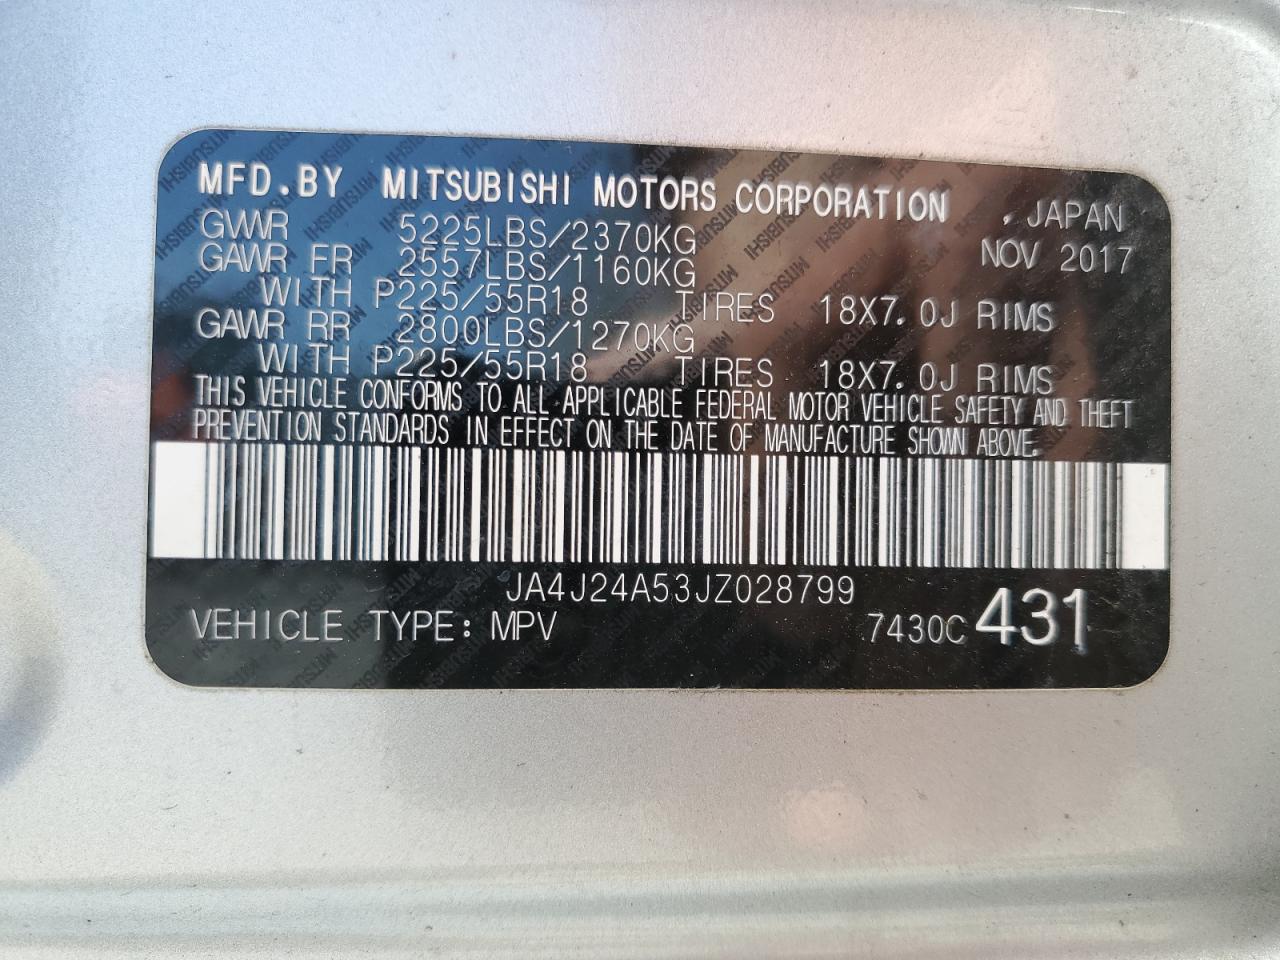 MFD.BY MITSUBISHI MOTORS CORPORATION , JAPAN
GVWR 5225LBS/2370KG NOV 2017
GAWR FR 2557LBS/1160KG
WITH P225/55R18 TIRES 18X7.0J RIMS
GAWR RR 2800LBS/1270KG
WITH P225/55R18 TIRES 18X7.0J RIMS
THIS VEHICLE CONFORMS TO ALL APPLICABLE FEDERAL MOTOR VEHICLE SAFETY AND THEFT
PREVENTION STANDARDS IN EFFECT ON THE DATE OF MANUFACTURE SHOWN ABOVE.
JA4J24A53JZ028799
VEHICLE TYPE: MPV 7430C 431